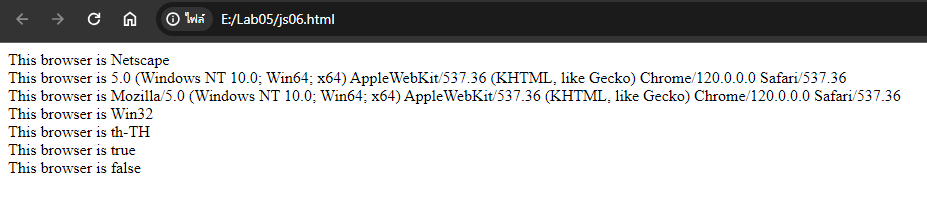 ไฟล์ E:/Lab05/js06.html
This browser is Netscape
This browser is 5.0 (Windows NT 10.0; Win64; x64) AppleWebKit/537.36 (KHTML, like Gecko) Chrome/120.0.0.0 Safari/537.36
This browser is Mozilla/5.0 (Windows NT 10.0; Win64; x64) AppleWebKit/537.36 (KHTML, like Gecko) Chrome/120.0.0.0 Safari/537.36
This browser is Win32
This browser is th-TH
This browser is true
This browser is false